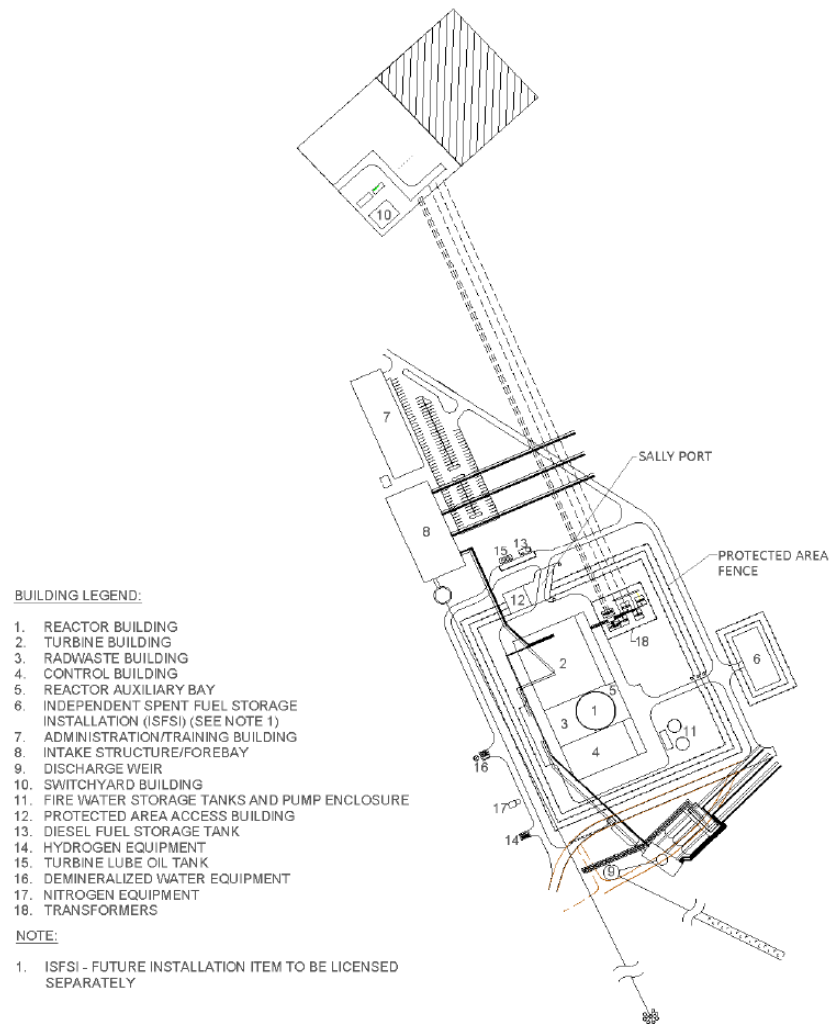 10
7
SALLY PORT
8
15 13
PROTECTED AREA
FENCE
12
18
2
6
5
3 1
4
11
16
17
14
9
BUILDING LEGEND:
1. REACTOR BUILDING
2. TURBINE BUILDING
3. RADWASTE BUILDING
4. CONTROL BUILDING
5. REACTOR AUXILIARY BAY
6. INDEPENDENT SPENT FUEL STORAGE
INSTALLATION (ISFSI) (SEE NOTE 1)
7. ADMINISTRATION/TRAINING BUILDING
8. INTAKE STRUCTURE/FOREBAY
9. DISCHARGE WEIR
10. SWITCHYARD BUILDING
11. FIRE WATER STORAGE TANKS AND PUMP ENCLOSURE
12. PROTECTED AREA ACCESS BUILDING
13. DIESEL FUEL STORAGE TANK
14. HYDROGEN EQUIPMENT
15. TURBINE LUBE OIL TANK
16. DEMINERALIZED WATER EQUIPMENT
17. NITROGEN EQUIPMENT
18. TRANSFORMERS
NOTE:
1. ISFSI - FUTURE INSTALLATION ITEM TO BE LICENSED
SEPARATELY